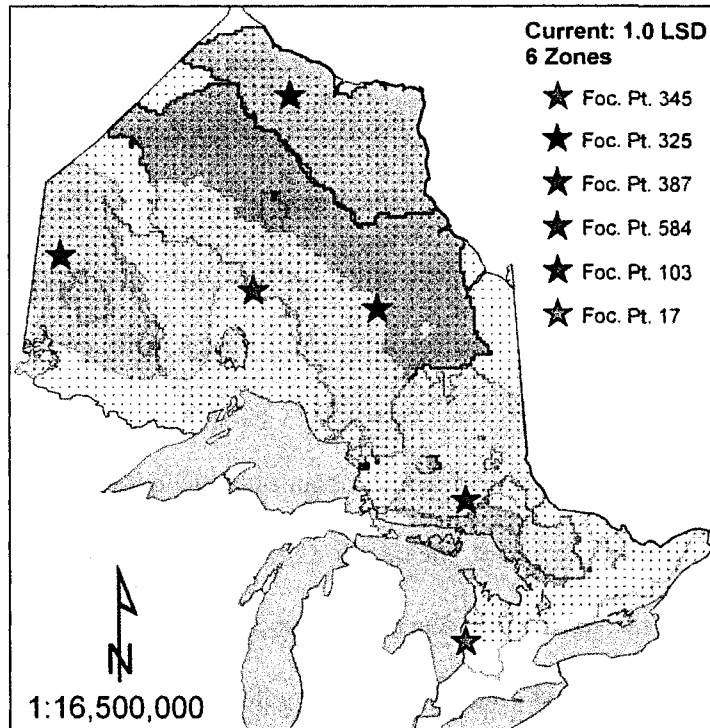 Current: 1.0 LSD
6 Zones
Foc. Pt. 345
Foc. Pt. 325
Foc. Pt. 387
Foc. Pt. 584
Foc. Pt. 103
Foc. Pt. 17
N
1:16,500,000